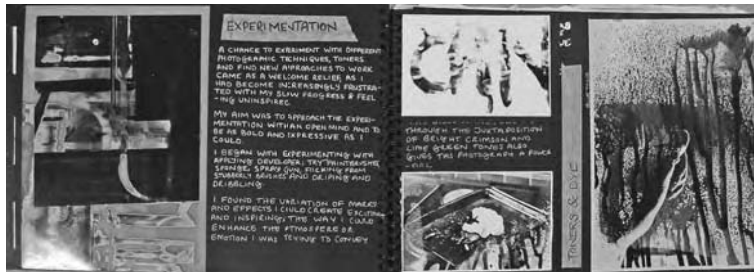 EXPERIMENTATION
A CHANCE TO EXPERIMENT WITH DIFFERENT
PHOTOGRAPHIC TECHNIQUES, TONERS
AND FIND NEW APPROACHES TO WORK
CAME AS A WELCOME RELIEF, AS I
HAD BECOME INCREASINGLY FRUSTRA-
TED WITH MY SLOW PROGRESS & FEEL
-ING UNINSPIRED.
MY AIM WAS TO APPROACH THE EXPERI-
MENTATION WITH AN OPEN MIND AND TO
BE AS BOLD AND EXPRESSIVE AS I
COULD.
I BEGAN WITH EXPERIMENTING WITH
APPLYING DEVELOPER; TRY PAINTBRUSHES,
SPONGE, SPRAY GUN, FLICKING FROM
STUBBERLY BRUSHES AND DRIPING AND
DRIBBLING.
I FOUND THE VARIATION OF MARKS
AND EFFECTS I COULD CREATE EXCITING
AND INSPIRING, THE WAY I COULD
ENHANCE THE ATMOSPERE OR
EMOTION I WAS TRYING TO CONVEY
THROUGH THE JUXTAPOSITION
OF BRIGHT CRIMSON AND
LIME GREEN TONES ALSO
GIVES THIS PHOTOGRAPH A POWER
TONERS & DYE